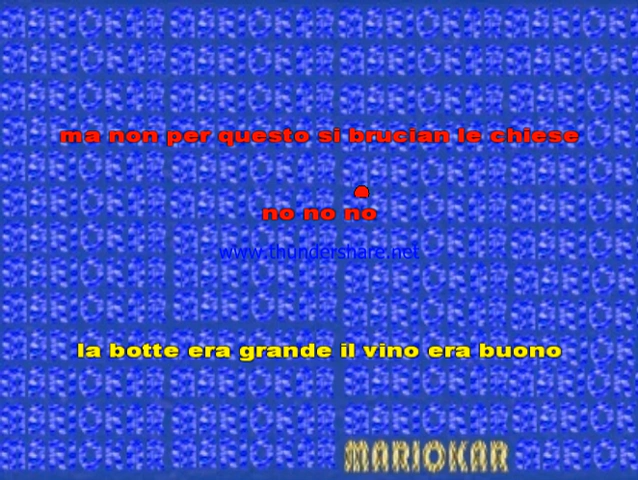 ma non per questo si brucian le chiese
no no no
www.thundershare.net
la botte era grande il vino era buono
MARIOKAR